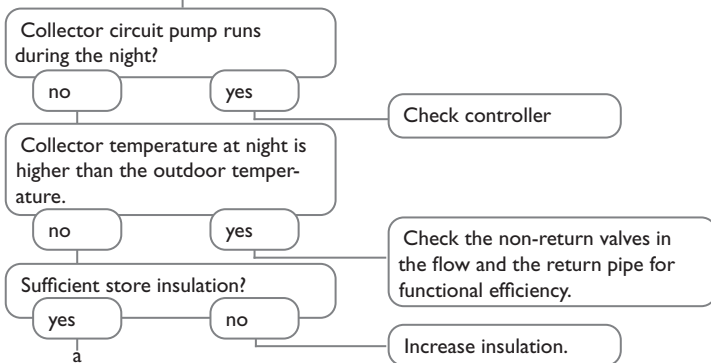 Collector circuit pump runs
during the night?
no
yes
Check controller
Collector temperature at night is
higher than the outdoor temper-
ature.
no
yes
Check the non-return valves in
the flow and the return pipe for
functional efficiency.
Sufficient store insulation?
yes
no
Increase insulation.
a